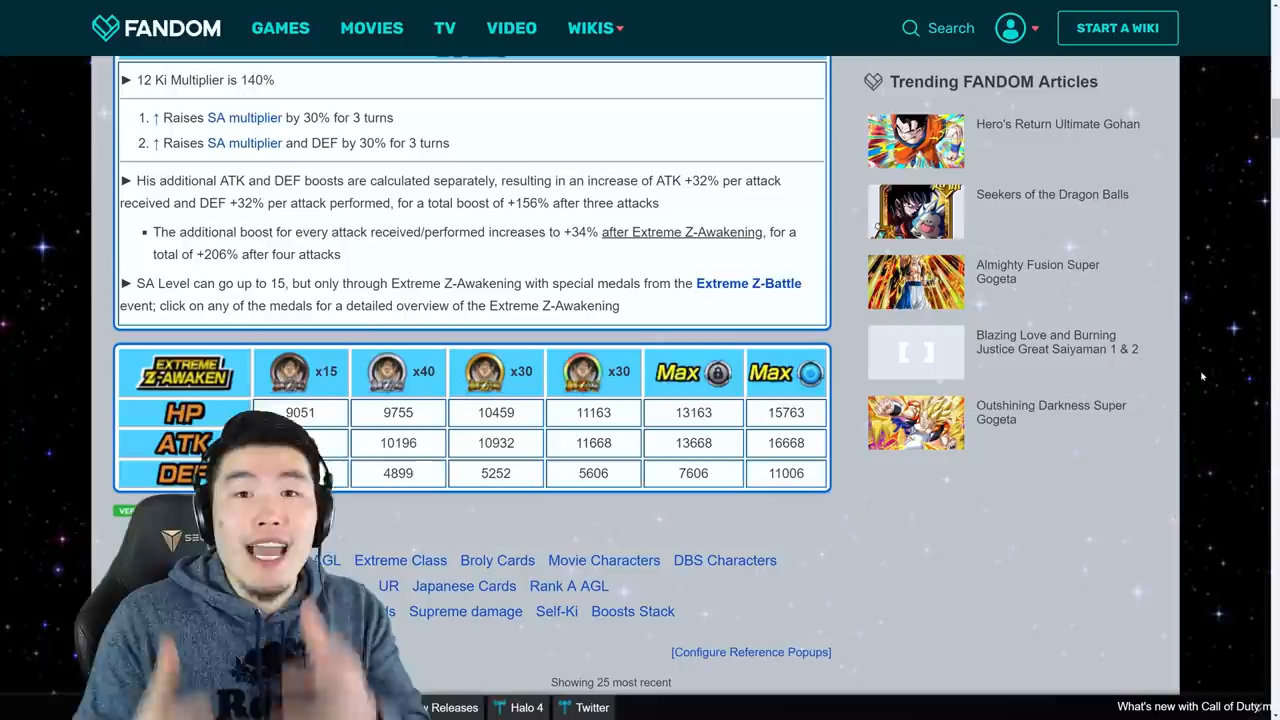 FANDOM GAMES MOVIES TV VIDEO WIKIS Search START A WIKI
► 12 Ki Multiplier is 140%
1. ↑ Raises SA multiplier by 30% for 3 turns
2. ↑ Raises SA multiplier and DEF by 30% for 3 turns
► His additional ATK and DEF boosts are calculated separately, resulting in an increase of ATK +32% per attack
received and DEF +32% per attack performed, for a total boost of +156% after three attacks
▪ The additional boost for every attack received/performed increases to +34% after Extreme Z-Awakening, for a
total of +206% after four attacks
► SA Level can go up to 15, but only through Extreme Z-Awakening with special medals from the Extreme Z-Battle
event; click on any of the medals for a detailed overview of the Extreme Z-Awakening
EXTREME
Z-AWAKEN x15 x40 x30 x30 Max Max
HP 9051 9755 10459 11163 13163 15763
ATK 10196 10932 11668 13668 16668
DEF 4899 5252 5606 7606 11006
VER
AGL Extreme Class Broly Cards Movie Characters DBS Characters
UR Japanese Cards Rank A AGL
Supreme damage Self-Ki Boosts Stack
[Configure Reference Popups]
Showing 25 most recent
Trending FANDOM Articles
Hero's Return Ultimate Gohan
Seekers of the Dragon Balls
Almighty Fusion Super
Gogeta
Blazing Love and Burning
Justice Great Saiyaman 1 & 2
Outshining Darkness Super
Gogeta
Releases Halo 4 Twitter What's new with Call of Duty